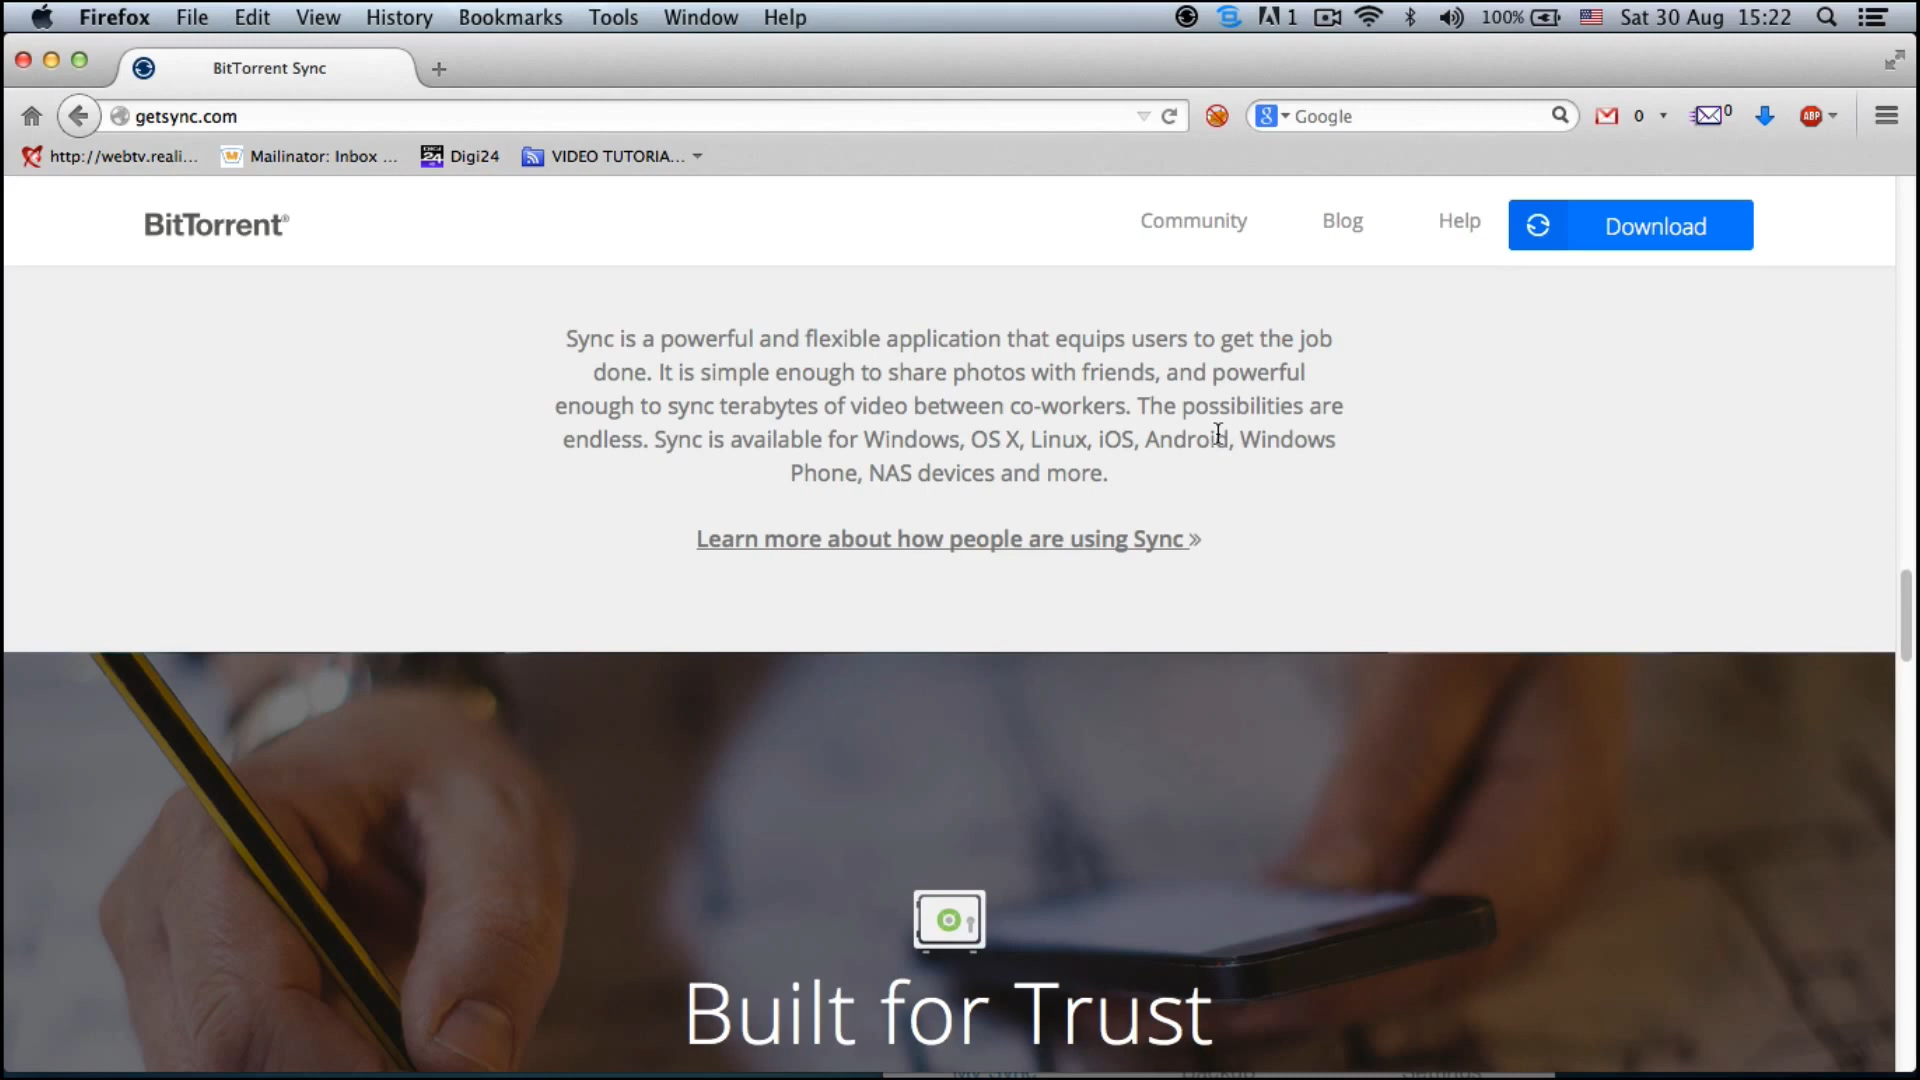 Firefox File Edit View History Bookmarks Tools Window Help 1 100% Sat 30 Aug 15:22
BitTorrent Sync
getsync.com Google 0 0 ABP
http://webtv.reali... Mailinator: Inbox ... Digi24 VIDEO TUTORIA...
BitTorrent® Community Blog Help Download
Sync is a powerful and flexible application that equips users to get the job
done. It is simple enough to share photos with friends, and powerful
enough to sync terabytes of video between co-workers. The possibilities are
endless. Sync is available for Windows, OS X, Linux, iOS, Android, Windows
Phone, NAS devices and more.
Learn more about how people are using Sync »
Built for Trust